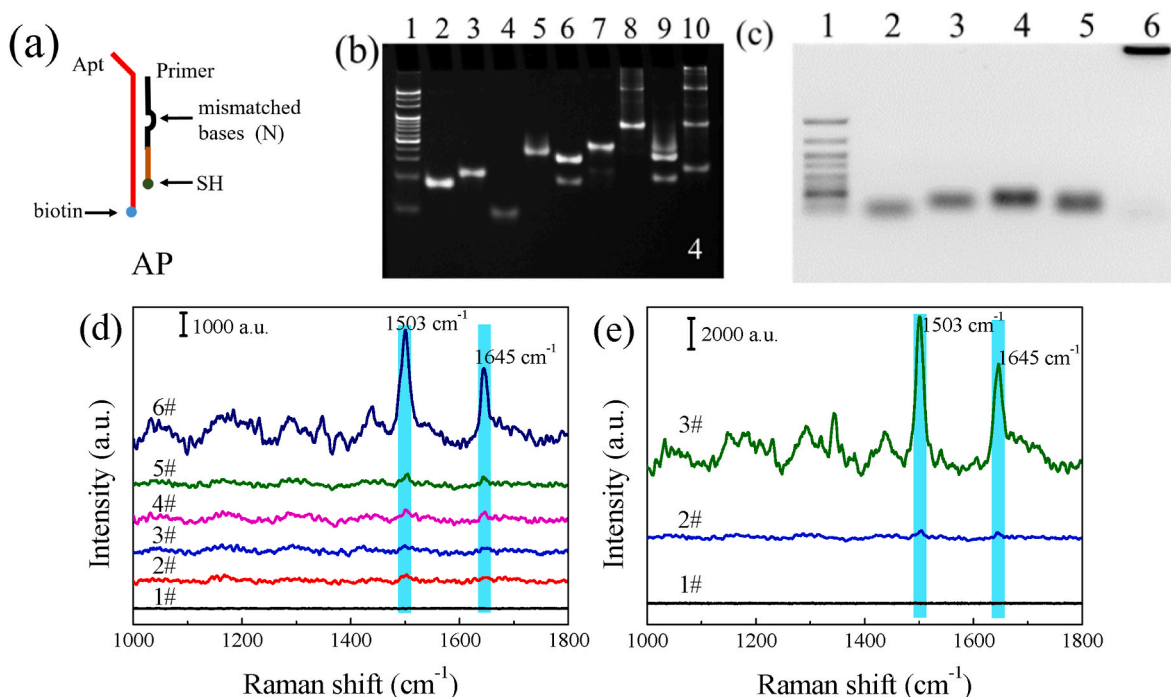 (a)
Apt
Primer
mismatched
bases (N)
SH
biotin
AP
(b)
1 2 3 4 5 6 7 8 9 10
4
(c)
1 2 3 4 5 6
(d)
1000 a.u.
1503 cm⁻¹
1645 cm⁻¹
6#
5#
4#
3#
2#
1#
Intensity (a.u.)
1000 1200 1400 1600 1800
Raman shift (cm⁻¹)
(e)
2000 a.u.
1503 cm⁻¹
1645 cm⁻¹
3#
2#
1#
Intensity (a.u.)
1000 1200 1400 1600 1800
Raman shift (cm⁻¹)